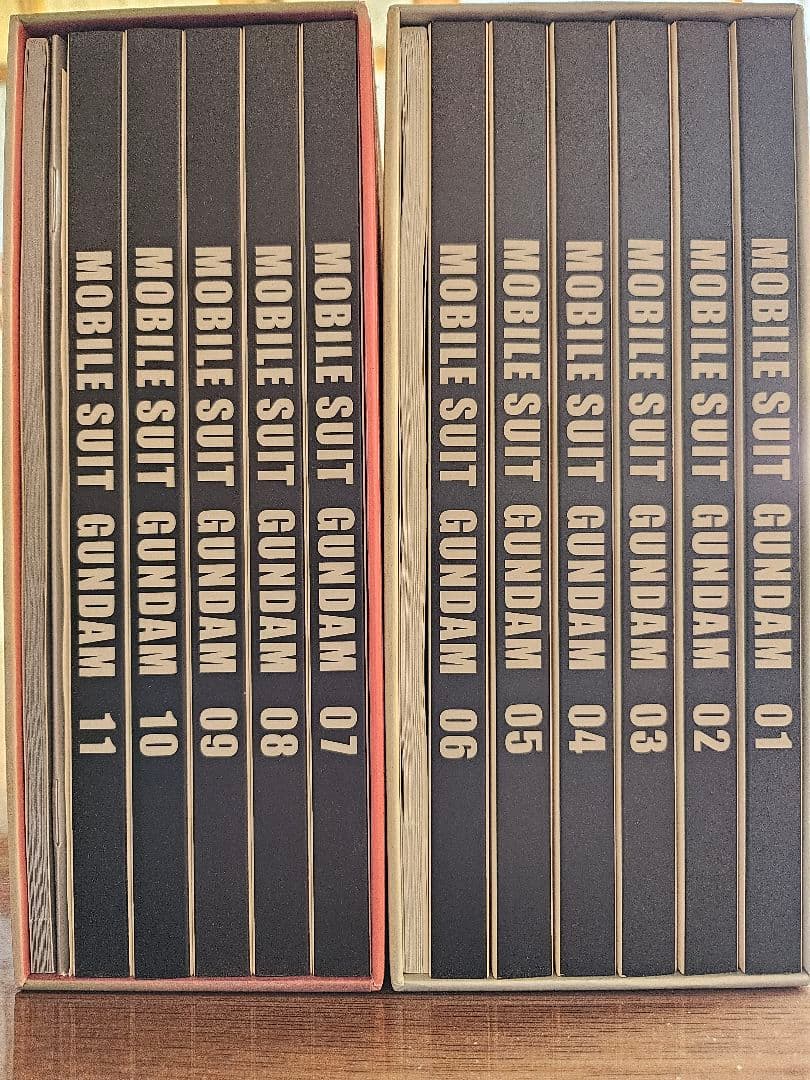 MOBILE SUIT GUNDAM 11
MOBILE SUIT GUNDAM 10
MOBILE SUIT GUNDAM 09
MOBILE SUIT GUNDAM 08
MOBILE SUIT GUNDAM 07
MOBILE SUIT GUNDAM 06
MOBILE SUIT GUNDAM 05
MOBILE SUIT GUNDAM 04
MOBILE SUIT GUNDAM 03
MOBILE SUIT GUNDAM 02
MOBILE SUIT GUNDAM 01